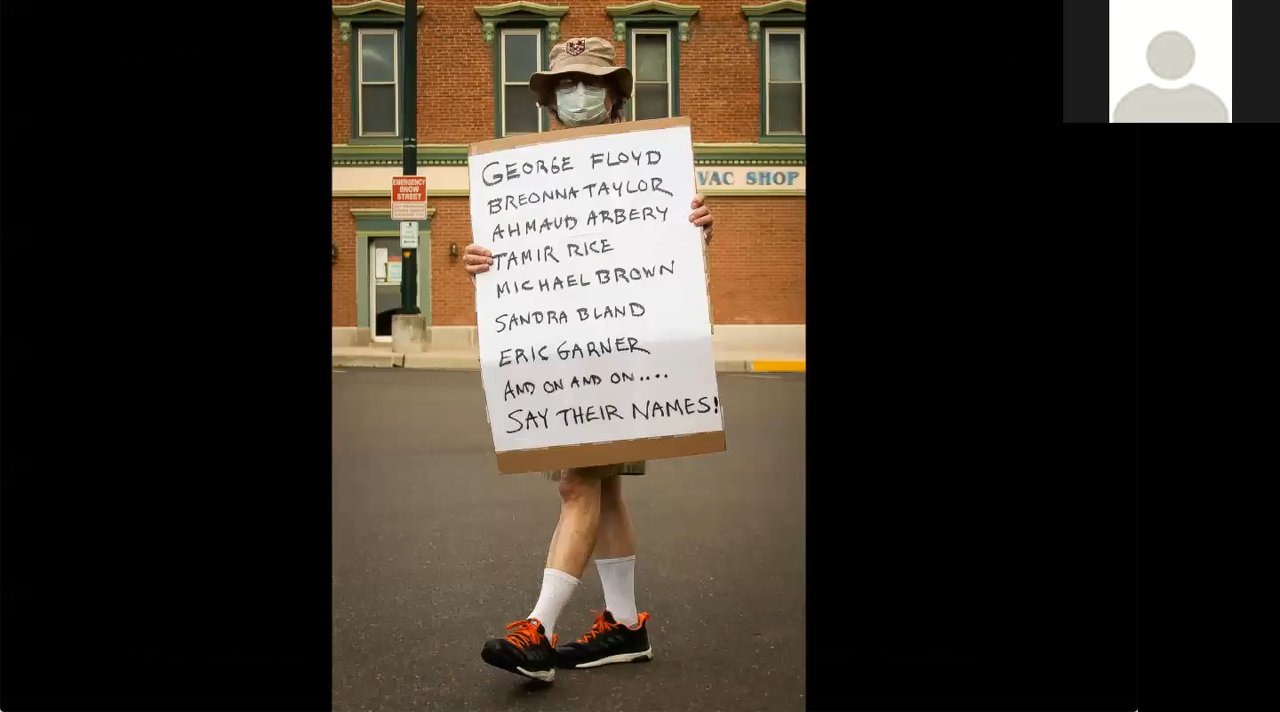 VAC SHOP
EMERGENCY
SNOW
STREET
GEORGE FLOYD
BREONNA TAYLOR
AHMAUD ARBERY
TAMIR RICE
MICHAEL BROWN
SANDRA BLAND
ERIC GARNER
AND ON AND ON....
SAY THEIR NAMES!